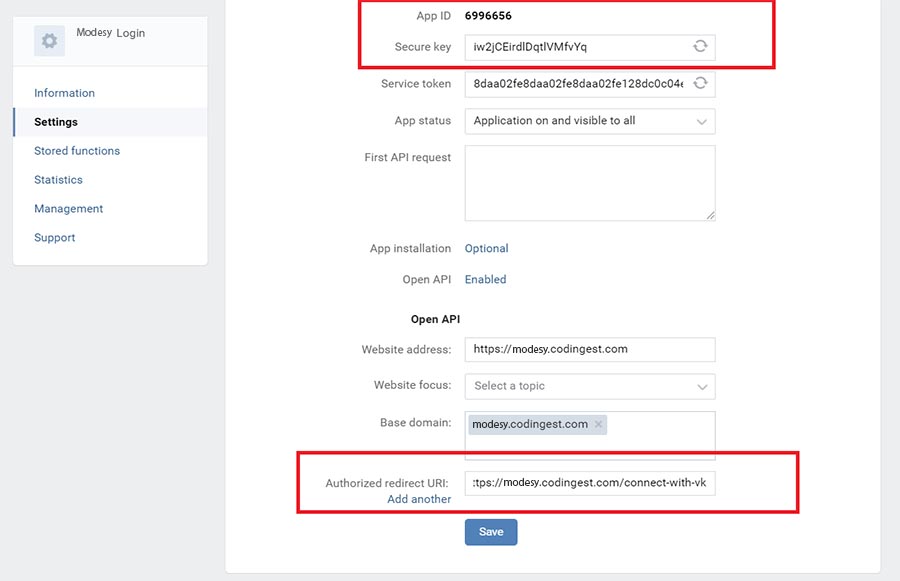 Modesy Login
Information
Settings
Stored functions
Statistics
Management
Support
App ID 6996656
Secure key iw2jCEirdlDqtlVMfvYq
Service token 8daa02fe8daa02fe8daa02fe128dc0c04
App status Application on and visible to all
First API request
App installation Optional
Open API Enabled
Open API
Website address: https://modesy.codingest.com
Website focus: Select a topic
Base domain: modesy.codingest.com ×
Authorized redirect URI: :tps://modesy.codingest.com/connect-with-vk
Add another
Save